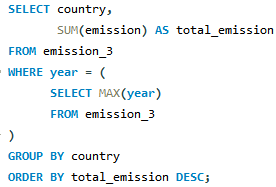 SELECT country,
SUM(emission) AS total_emission
FROM emission_3
WHERE year = (
SELECT MAX(year)
FROM emission_3
)
GROUP BY country
ORDER BY total_emission DESC;